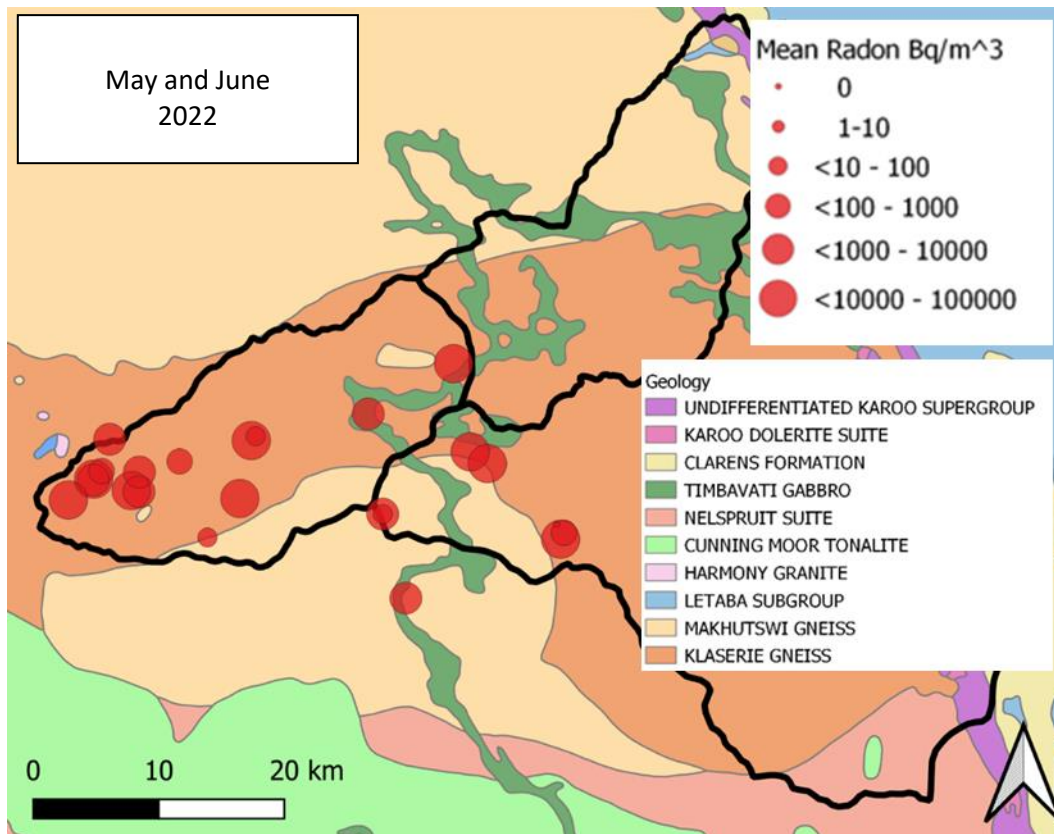 May and June
2022
Mean Radon Bq/m^3
0
1-10
<10 - 100
<100 - 1000
<1000 - 10000
<10000 - 100000
Geology
UNDIFFERENTIATED KAROO SUPERGROUP
KAROO DOLERITE SUITE
CLARENS FORMATION
TIMBAVATI GABBRO
NELSPRUIT SUITE
CUNNING MOOR TONALITE
HARMONY GRANITE
LETABA SUBGROUP
MAKHUTSWI GNEISS
KLASERIE GNEISS
0 10 20 km